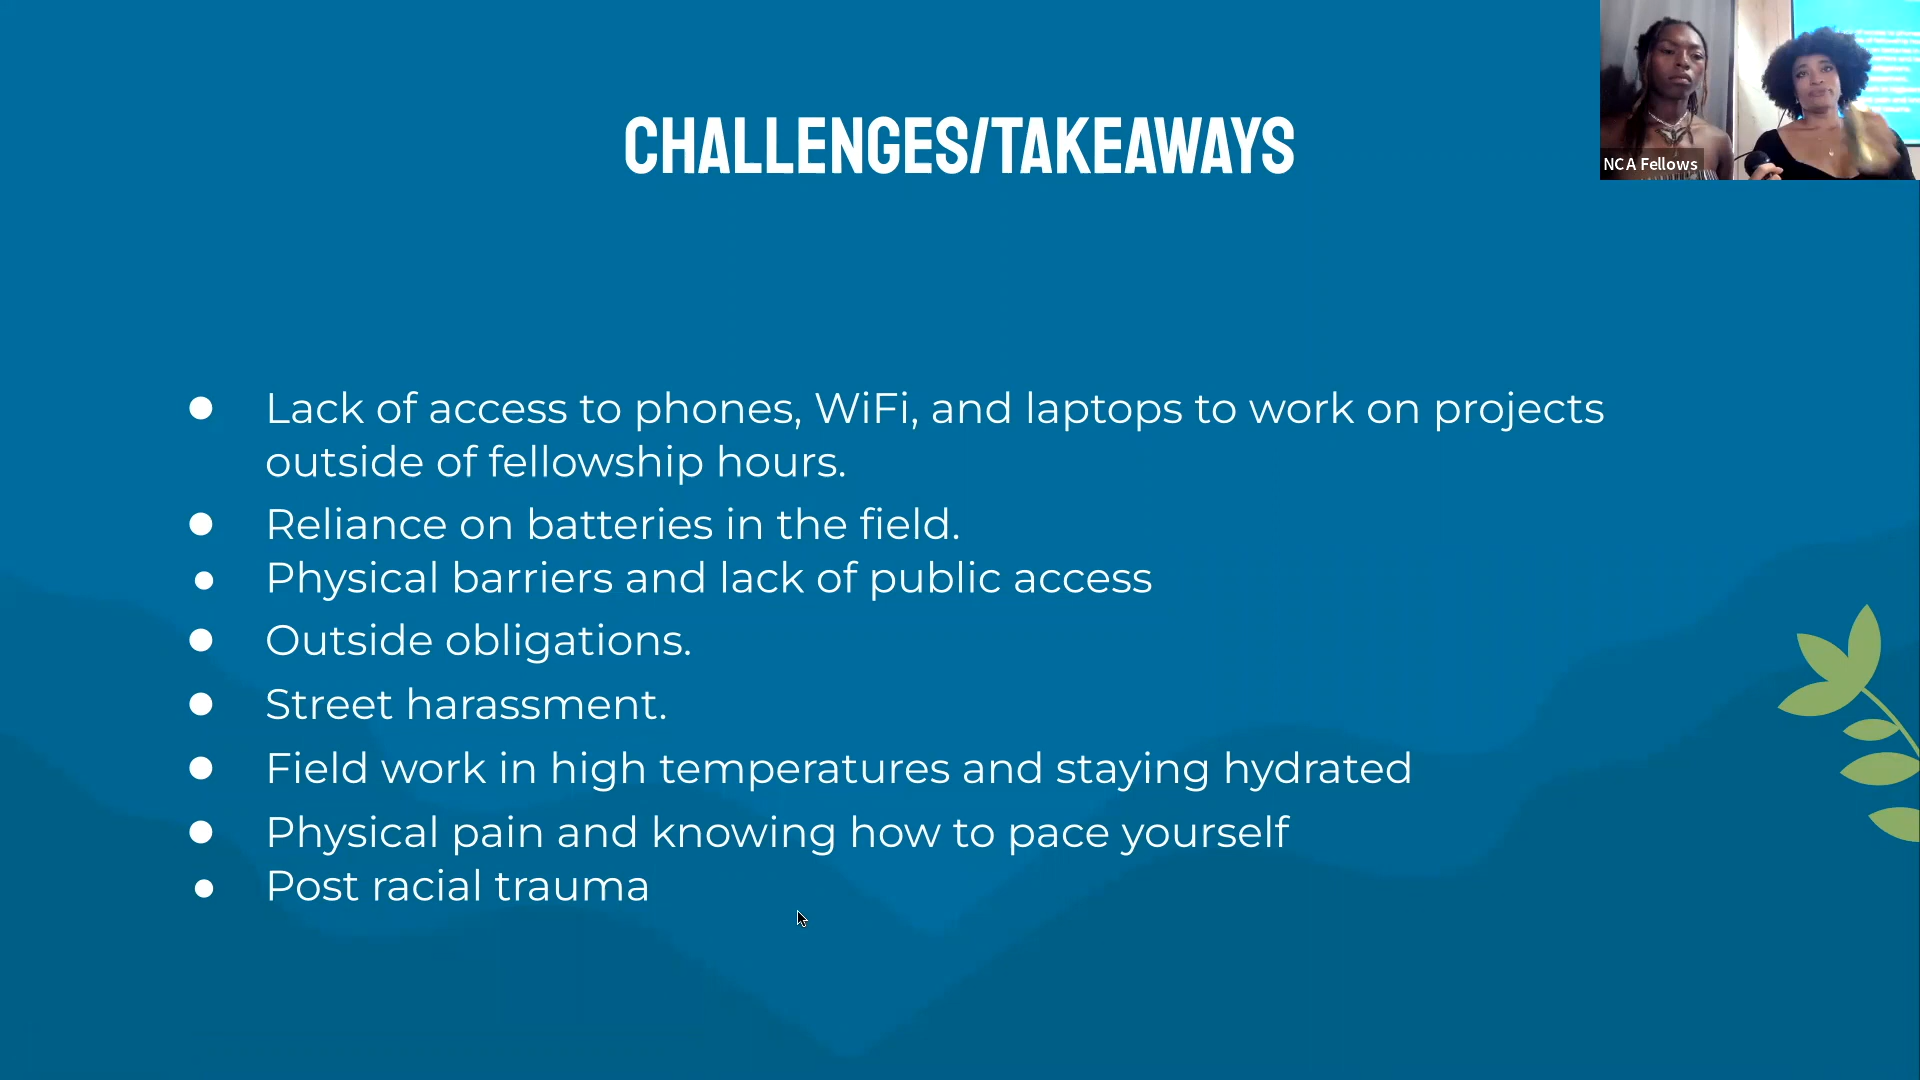 CHALLENGES/TAKEAWAYS
NCA Fellows
● Lack of access to phones, WiFi, and laptops to work on projects
outside of fellowship hours.
● Reliance on batteries in the field.
● Physical barriers and lack of public access
● Outside obligations.
● Street harassment.
● Field work in high temperatures and staying hydrated
● Physical pain and knowing how to pace yourself
● Post racial trauma